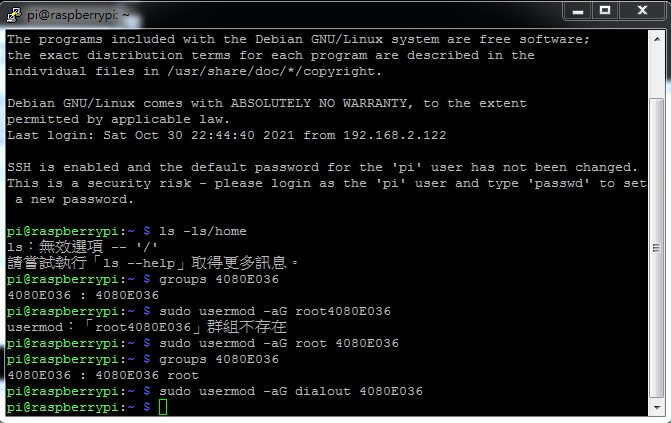 pi@raspberrypi: ~
The programs included with the Debian GNU/Linux system are free software;
the exact distribution terms for each program are described in the
individual files in /usr/share/doc/*/copyright.
Debian GNU/Linux comes with ABSOLUTELY NO WARRANTY, to the extent
permitted by applicable law.
Last login: Sat Oct 30 22:44:40 2021 from 192.168.2.122
SSH is enabled and the default password for the 'pi' user has not been changed.
This is a security risk - please login as the 'pi' user and type 'passwd' to set
 a new password.
pi@raspberrypi:~ $ ls -ls/home
ls：無效選項 -- '/'
請嘗試執行「ls --help」取得更多訊息。
pi@raspberrypi:~ $ groups 4080E036
4080E036 : 4080E036
pi@raspberrypi:~ $ sudo usermod -aG root4080E036
usermod：「root4080E036」群組不存在
pi@raspberrypi:~ $ sudo usermod -aG root 4080E036
pi@raspberrypi:~ $ groups 4080E036
4080E036 : 4080E036 root
pi@raspberrypi:~ $ sudo usermod -aG dialout 4080E036
pi@raspberrypi:~ $